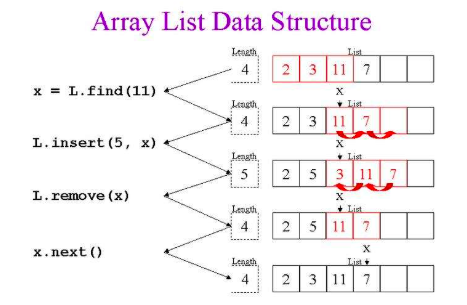 Array List Data Structure
Length List
4 2 3 11 7
x = L.find(11)
X
Length List
4 2 3 11 7
L.insert(5, x)
X
Length List
5 2 5 3 11 7
L.remove(x)
X
Length List
4 2 5 11 7
x.next()
X
Length List
4 2 3 11 7